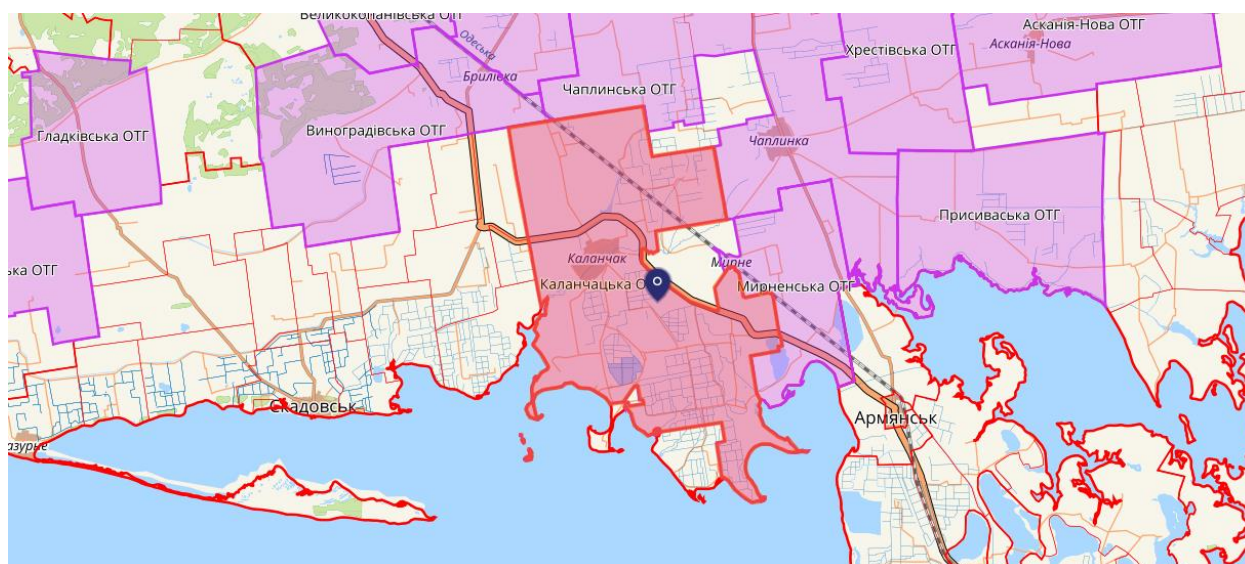 Великокопанівська ОТГ
Асканія-Нова ОТГ
Одеська
Асканія-Нова
Хрестівська ОТГ
Брилівка
Чаплинська ОТГ
Гладківська ОТГ
Виноградівська ОТГ
Чаплинка
Присиваська ОТГ
Каланчак
Мирне
ька ОТГ
Каланчацька О
Мирненська ОТГ
Скадовськ
Армянськ
азурне